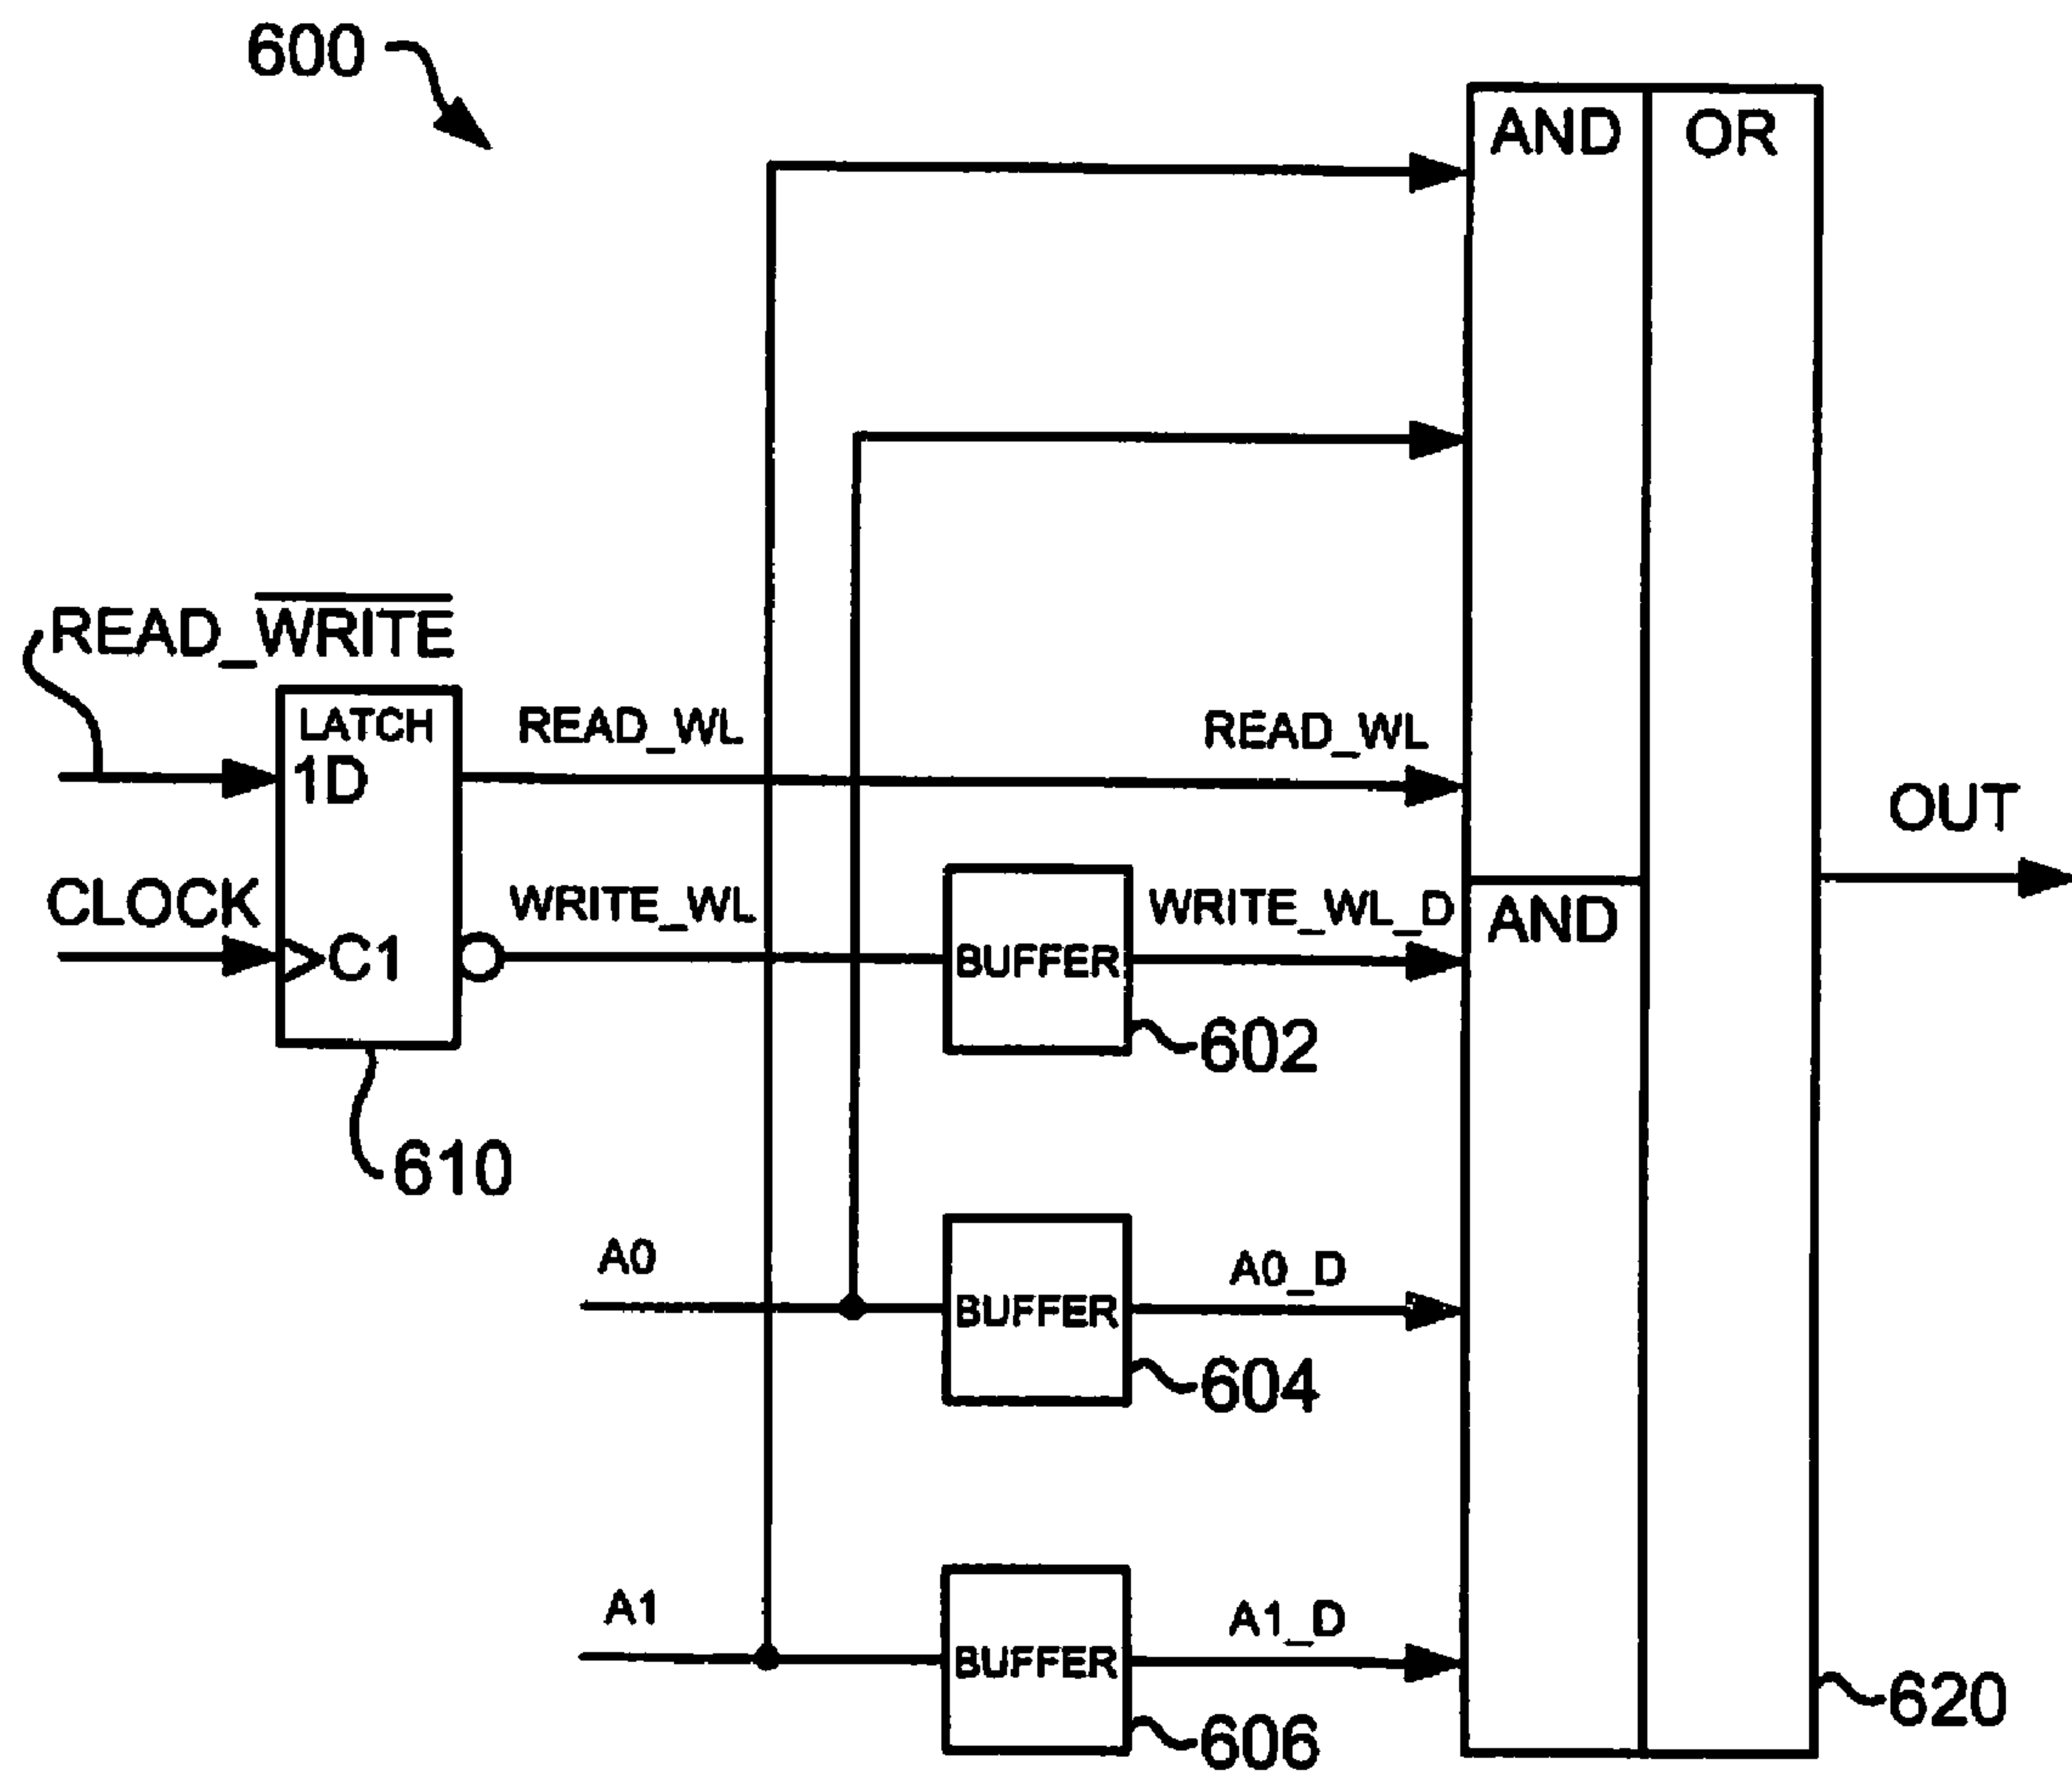 600
AND
OR
READ_WRITE
LATCH
1D
READ_WL
READ_WL
OUT
CLOCK
C1
WRITE_WL
BUFFER
WRITE_WL_D
AND
602
610
A0
BUFFER
A0_D
604
A1
BUFFER
A1_D
606
620